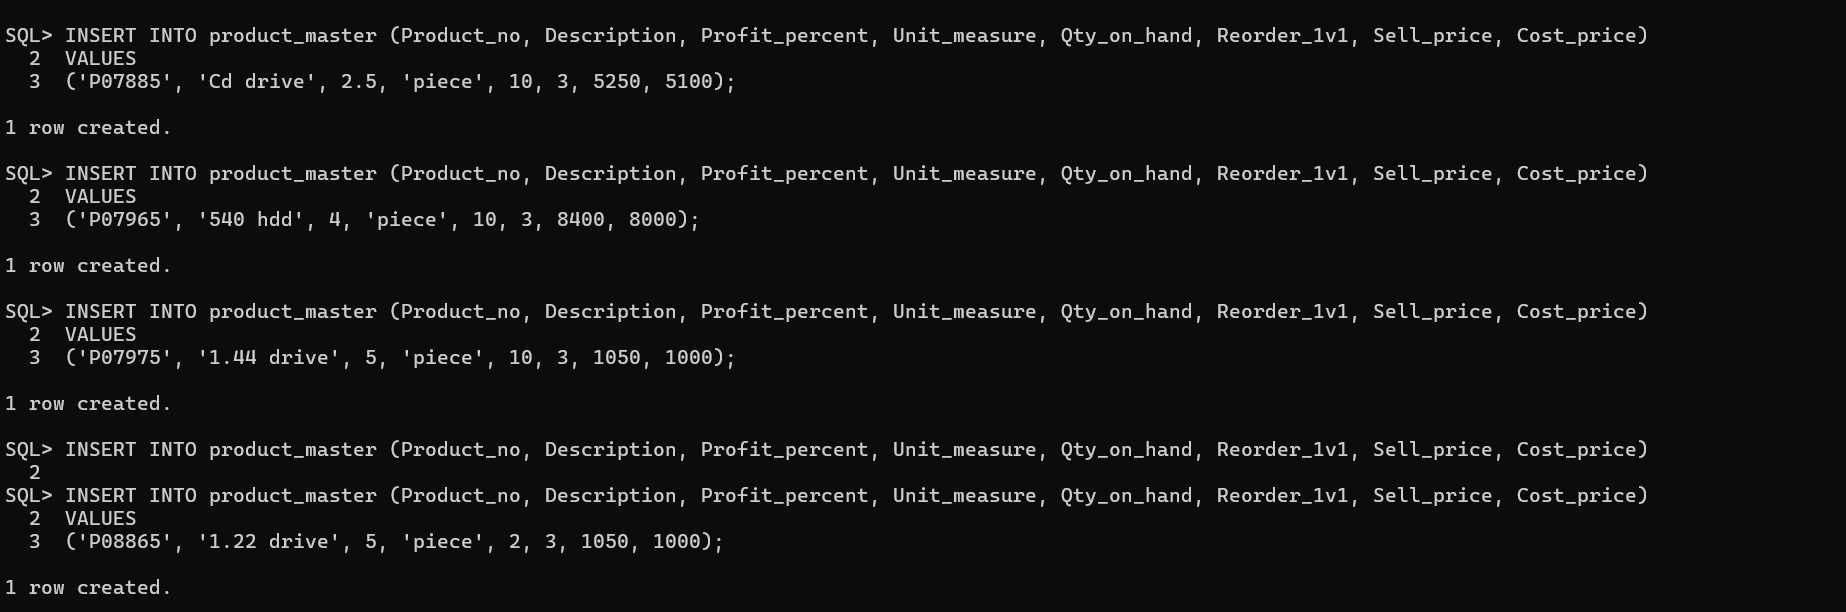 SQL> INSERT INTO product_master (Product_no, Description, Profit_percent, Unit_measure, Qty_on_hand, Reorder_1v1, Sell_price, Cost_price)
  2  VALUES
  3  ('P07885', 'Cd drive', 2.5, 'piece', 10, 3, 5250, 5100);

1 row created.

SQL> INSERT INTO product_master (Product_no, Description, Profit_percent, Unit_measure, Qty_on_hand, Reorder_1v1, Sell_price, Cost_price)
  2  VALUES
  3  ('P07965', '540 hdd', 4, 'piece', 10, 3, 8400, 8000);

1 row created.

SQL> INSERT INTO product_master (Product_no, Description, Profit_percent, Unit_measure, Qty_on_hand, Reorder_1v1, Sell_price, Cost_price)
  2  VALUES
  3  ('P07975', '1.44 drive', 5, 'piece', 10, 3, 1050, 1000);

1 row created.

SQL> INSERT INTO product_master (Product_no, Description, Profit_percent, Unit_measure, Qty_on_hand, Reorder_1v1, Sell_price, Cost_price)
  2
SQL> INSERT INTO product_master (Product_no, Description, Profit_percent, Unit_measure, Qty_on_hand, Reorder_1v1, Sell_price, Cost_price)
  2  VALUES
  3  ('P08865', '1.22 drive', 5, 'piece', 2, 3, 1050, 1000);

1 row created.